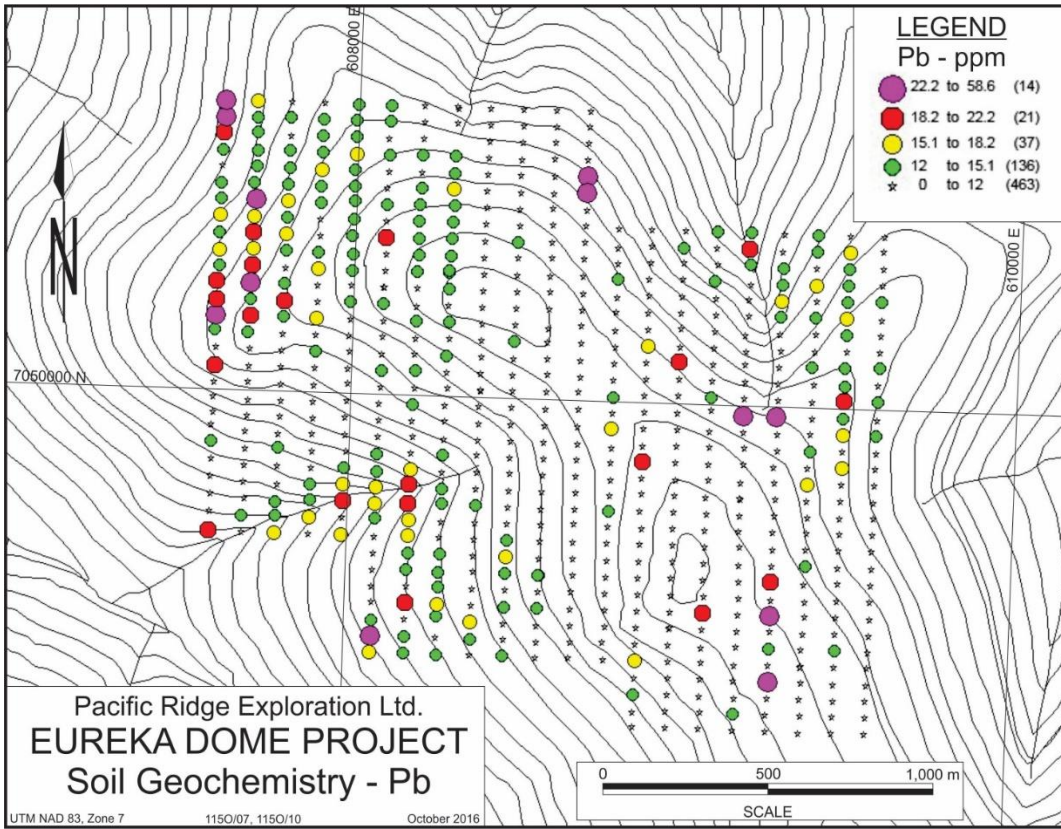 608000 E
LEGEND
Pb - ppm
22.2 to 58.6 (14)
18.2 to 22.2 (21)
15.1 to 18.2 (37)
12 to 15.1 (136)
0 to 12 (463)
N
610000 E
7050000 N
Pacific Ridge Exploration Ltd.
EUREKA DOME PROJECT
Soil Geochemistry - Pb
UTM NAD 83, Zone 7 115O/07, 115O/10 October 2016
0 500 1,000 m
SCALE